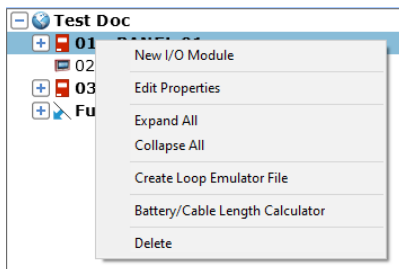 Test Doc
01 - PANEL 01
New I/O Module
02
Edit Properties
03
Fu
Expand All
Collapse All
Create Loop Emulator File
Battery/Cable Length Calculator
Delete